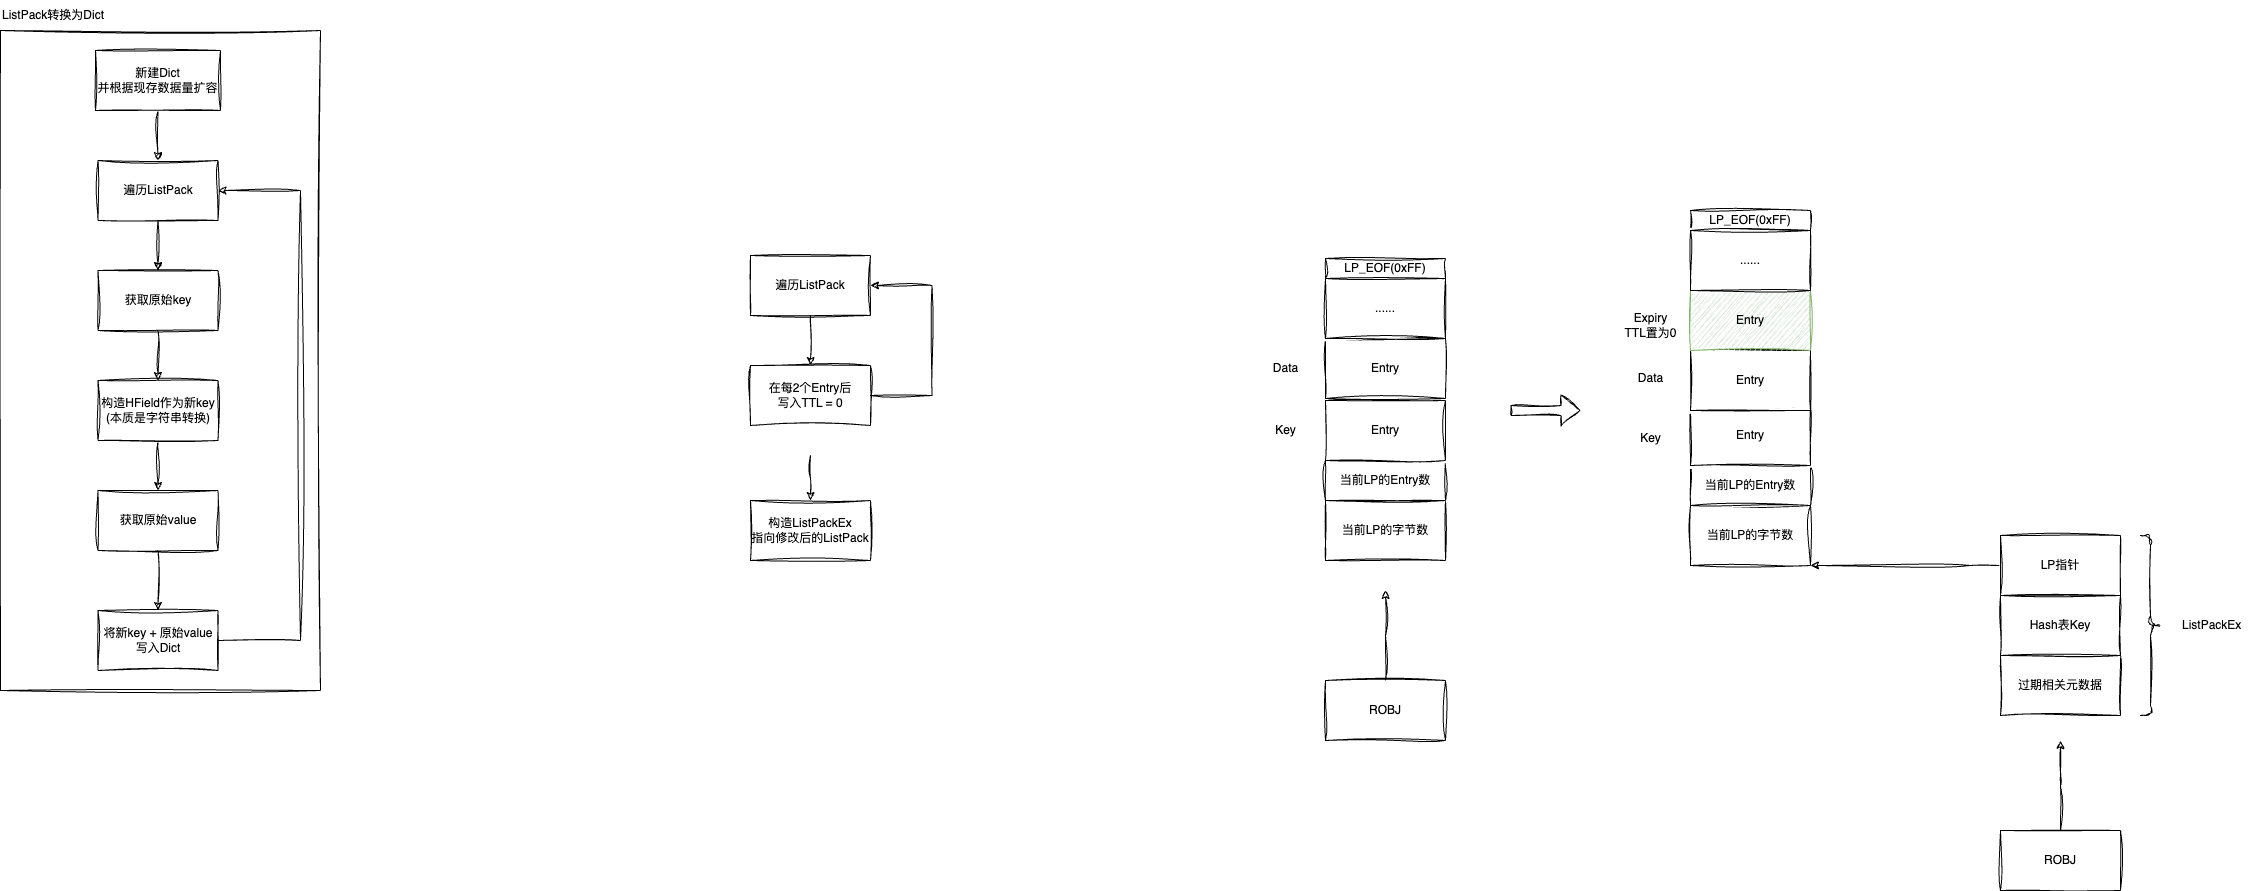 ListPack转换为Dict
新建Dict
并根据现存数据量扩容
遍历ListPack
获取原始key
构造HField作为新key
(本质是字符串转换)
获取原始value
将新key + 原始value
写入Dict
遍历ListPack
在每2个Entry后
写入TTL = 0
构造ListPackEx
指向修改后的ListPack
LP_EOF(0xFF)
......
Data
Entry
Key
Entry
当前LP的Entry数
当前LP的字节数
ROBJ
LP_EOF(0xFF)
......
Expiry
TTL置为0
Entry
Data
Entry
Key
Entry
当前LP的Entry数
当前LP的字节数
LP指针
Hash表Key
过期相关元数据
ListPackEx
ROBJ